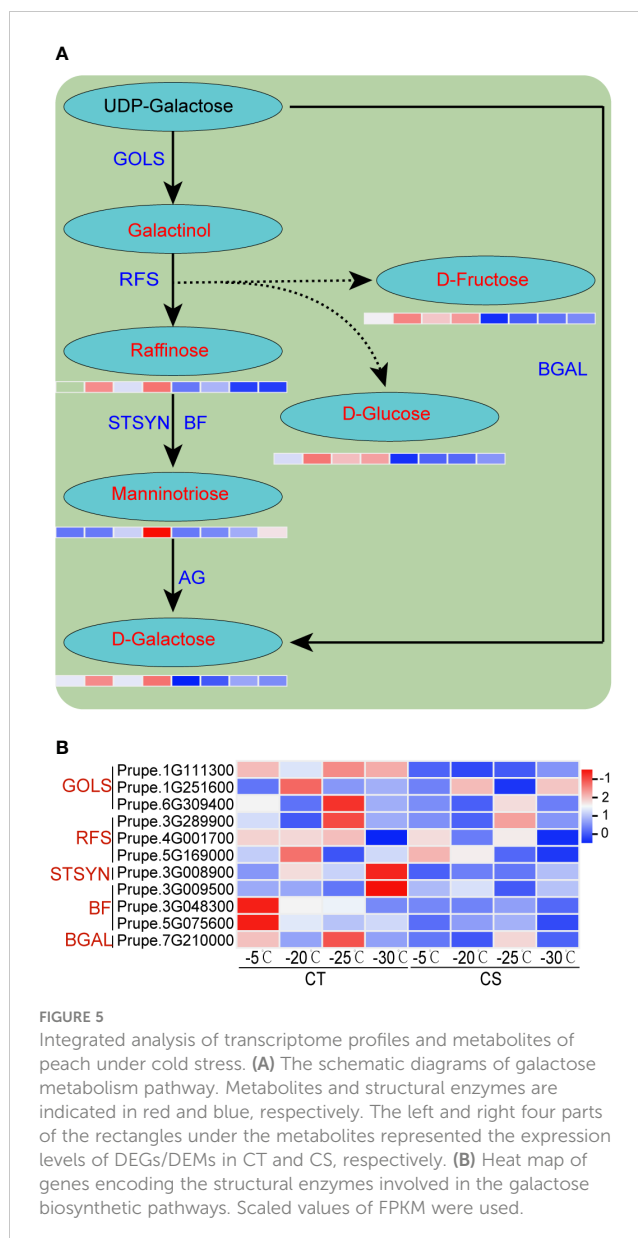 A
UDP-Galactose
GOLS
Galactinol
RFS
D-Fructose
Raffinose
BGAL
D-Glucose
STSYN BF
Manninotriose
AG
D-Galactose
B
GOLS
Prupe.1G111300
Prupe.1G251600
Prupe.6G309400
RFS
Prupe.3G289900
Prupe.4G001700
Prupe.5G169000
STSYN
Prupe.3G008900
Prupe.3G009500
BF
Prupe.3G048300
Prupe.5G075600
BGAL
Prupe.7G210000
-1
2
1
0
-5℃ -20℃ -25℃ -30℃ -5℃ -20℃ -25℃ -30℃
CT CS
FIGURE 5
Integrated analysis of transcriptome profiles and metabolites of
peach under cold stress. (A) The schematic diagrams of galactose
metabolism pathway. Metabolites and structural enzymes are
indicated in red and blue, respectively. The left and right four parts
of the rectangles under the metabolites represented the expression
levels of DEGs/DEMs in CT and CS, respectively. (B) Heat map of
genes encoding the structural enzymes involved in the galactose
biosynthetic pathways. Scaled values of FPKM were used.